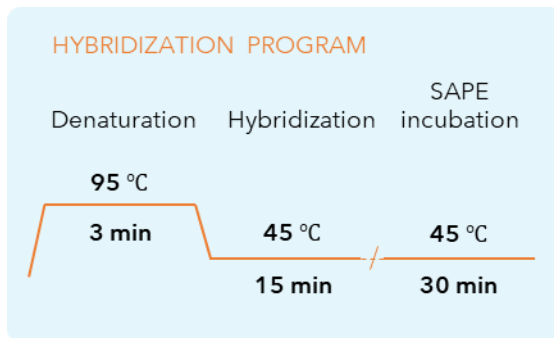 HYBRIDIZATION PROGRAM
SAPE
Denaturation Hybridization incubation
95 °C
3 min 45 °C 45 °C
15 min 30 min